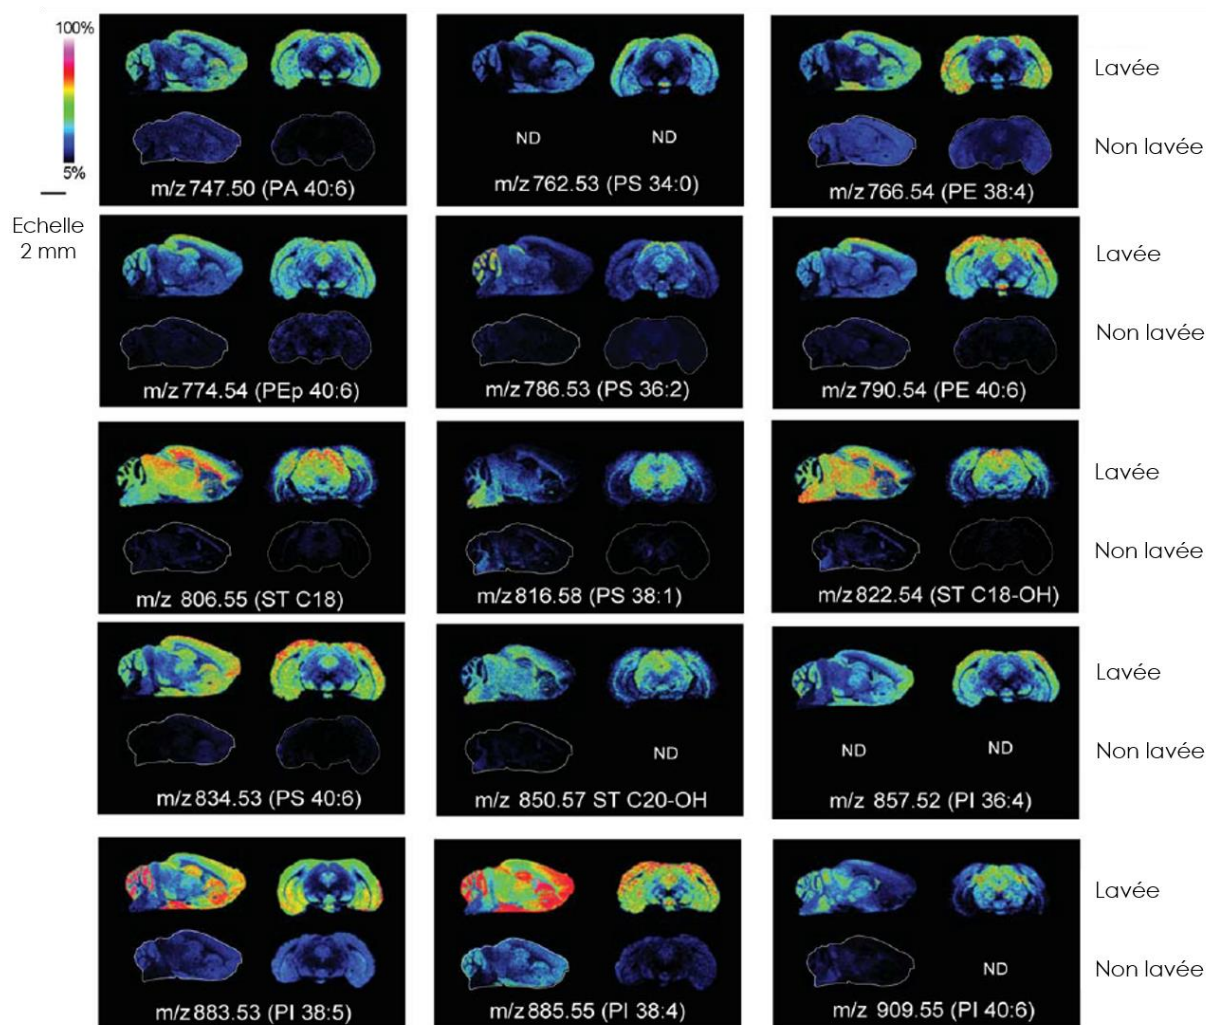 100%
5%
Echelle
2 mm
Lavée
ND
ND
Non lavée
m/z 747.50 (PA 40:6)
m/z 762.53 (PS 34:0)
m/z 766.54 (PE 38:4)
Lavée
Non lavée
m/z 774.54 (PEp 40:6)
m/z 786.53 (PS 36:2)
m/z 790.54 (PE 40:6)
Lavée
Non lavée
m/z 806.55 (ST C18)
m/z 816.58 (PS 38:1)
m/z 822.54 (ST C18-OH)
Lavée
ND
ND
ND
Non lavée
m/z 834.53 (PS 40:6)
m/z 850.57 ST C20-OH
m/z 857.52 (PI 36:4)
Lavée
ND
Non lavée
m/z 883.53 (PI 38:5)
m/z 885.55 (PI 38:4)
m/z 909.55 (PI 40:6)